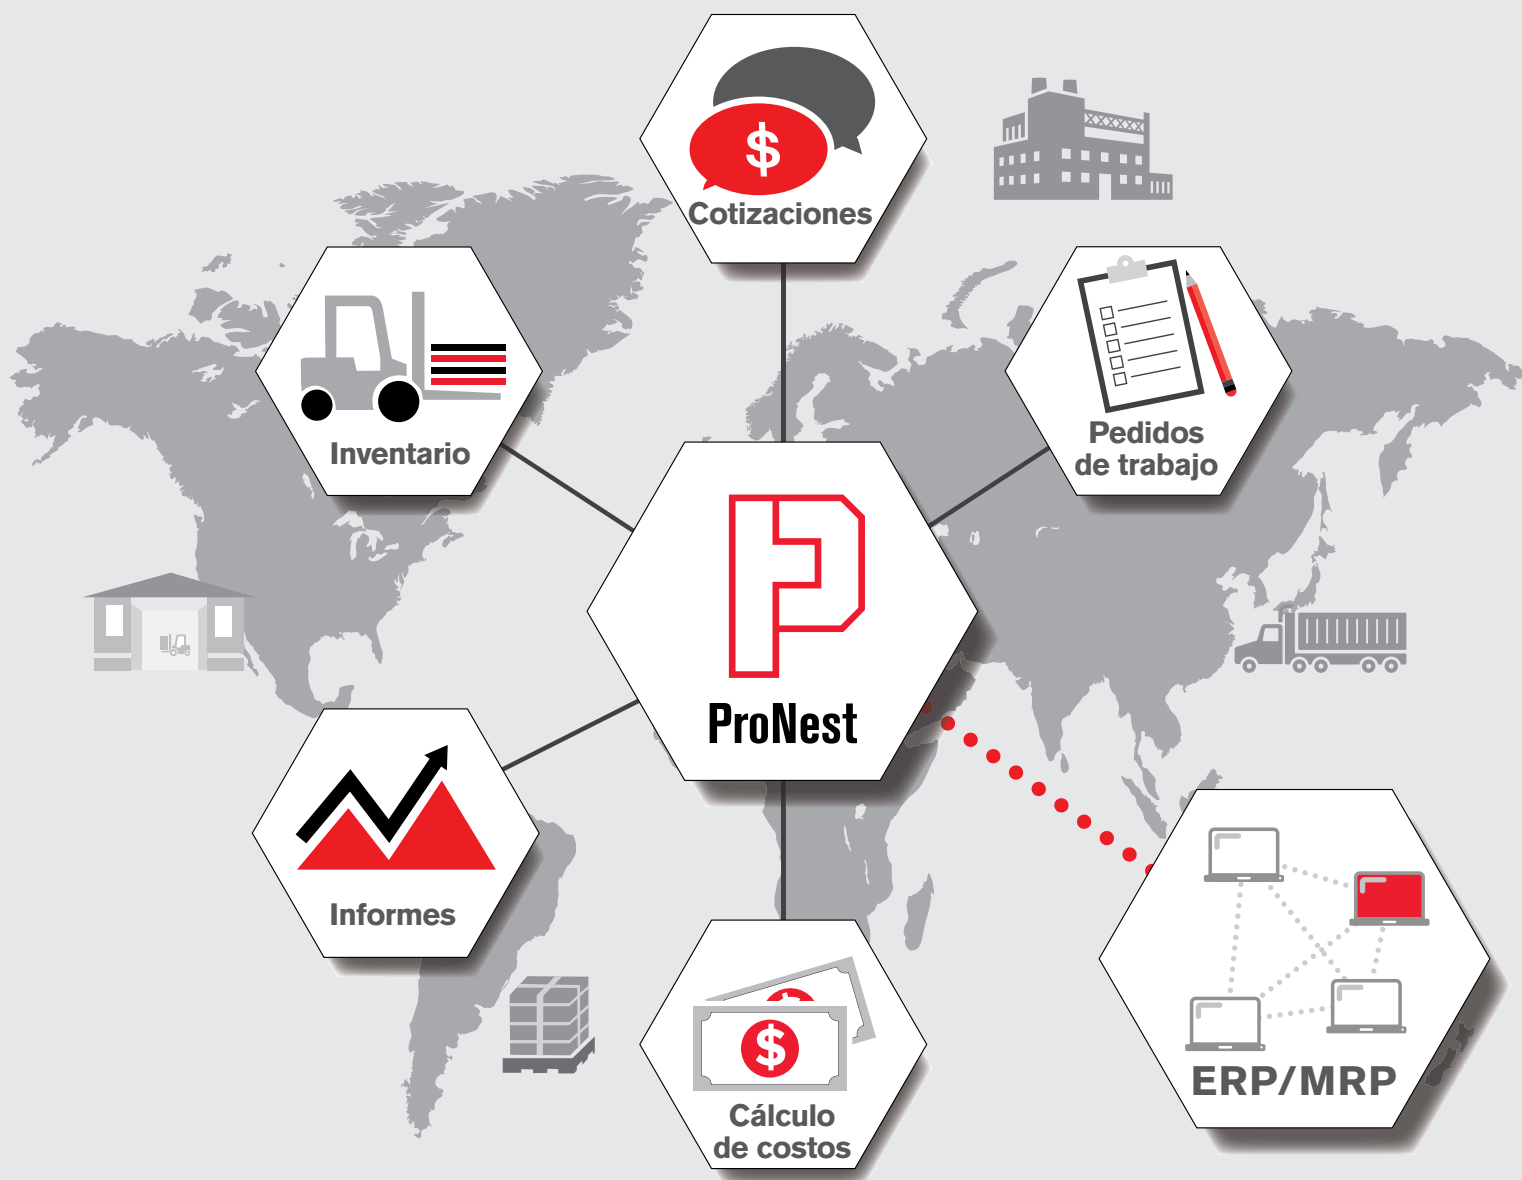 $
Cotizaciones
Inventario
Pedidos
de trabajo
ProNest
Informes
$
Cálculo
de costos
ERP/MRP